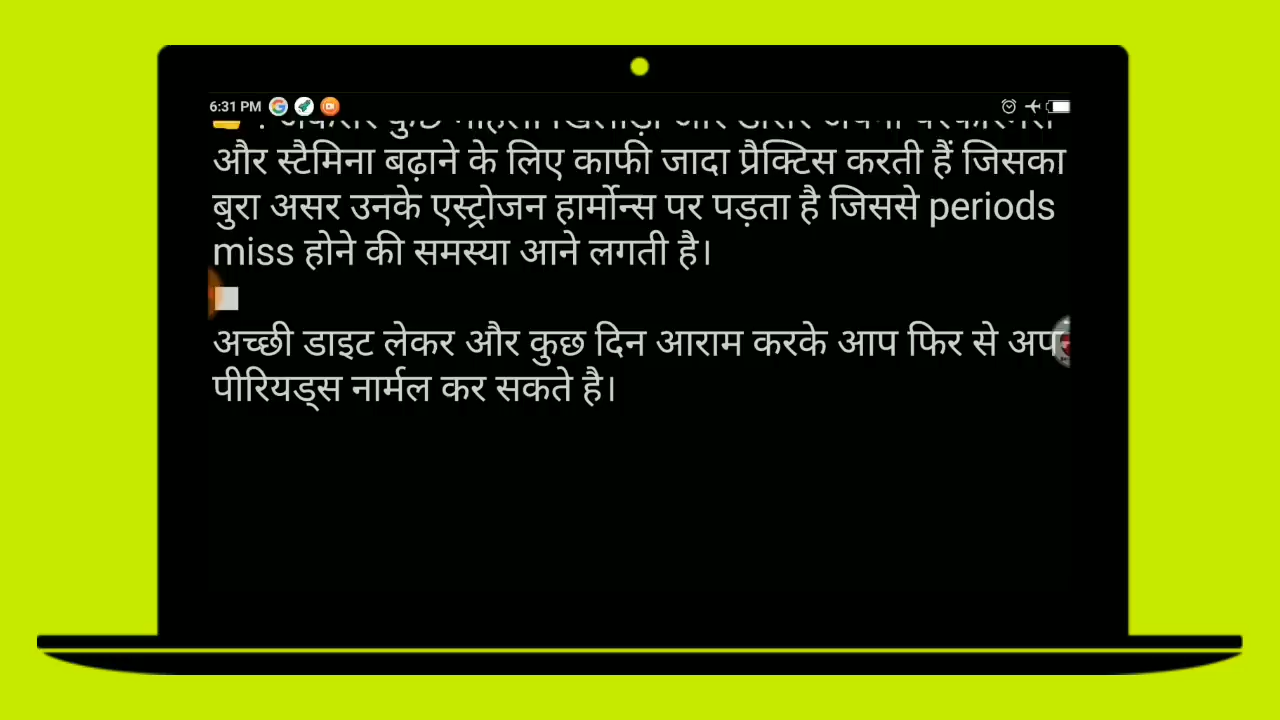 6:31 PM
और स्टैमिना बढ़ाने के लिए काफी जादा प्रैक्टिस करती हैं जिसका
बुरा असर उनके एस्ट्रोजन हार्मोन्स पर पड़ता है जिससे periods
miss होने की समस्या आने लगती है।
अच्छी डाइट लेकर और कुछ दिन आराम करके आप फिर से अप
पीरियड्स नार्मल कर सकते है।